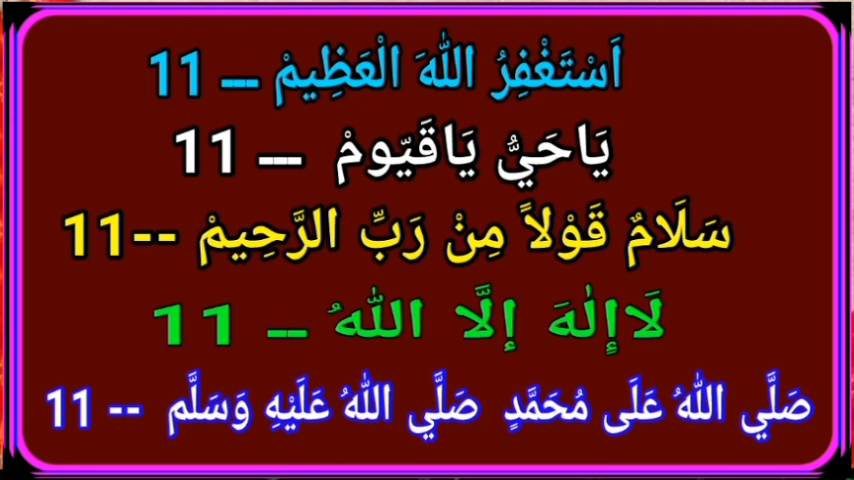 اَسْتَغْفِرُ اللّٰهَ الْعَظِيمْ ــ 11
يَاحَيُّ يَاقَيّومْ ــ 11
سَلَامٌ قَوْلاً مِنْ رَبِّ الرَّحِيمْ --11
لَاإِلٰهَ إلَّا اللّٰهُ ــ 11
صَلَّي اللّٰهُ عَلَى مُحَمَّدٍ صَلَّي اللّٰهُ عَلَيْهِ وَسَلَّم -- 11